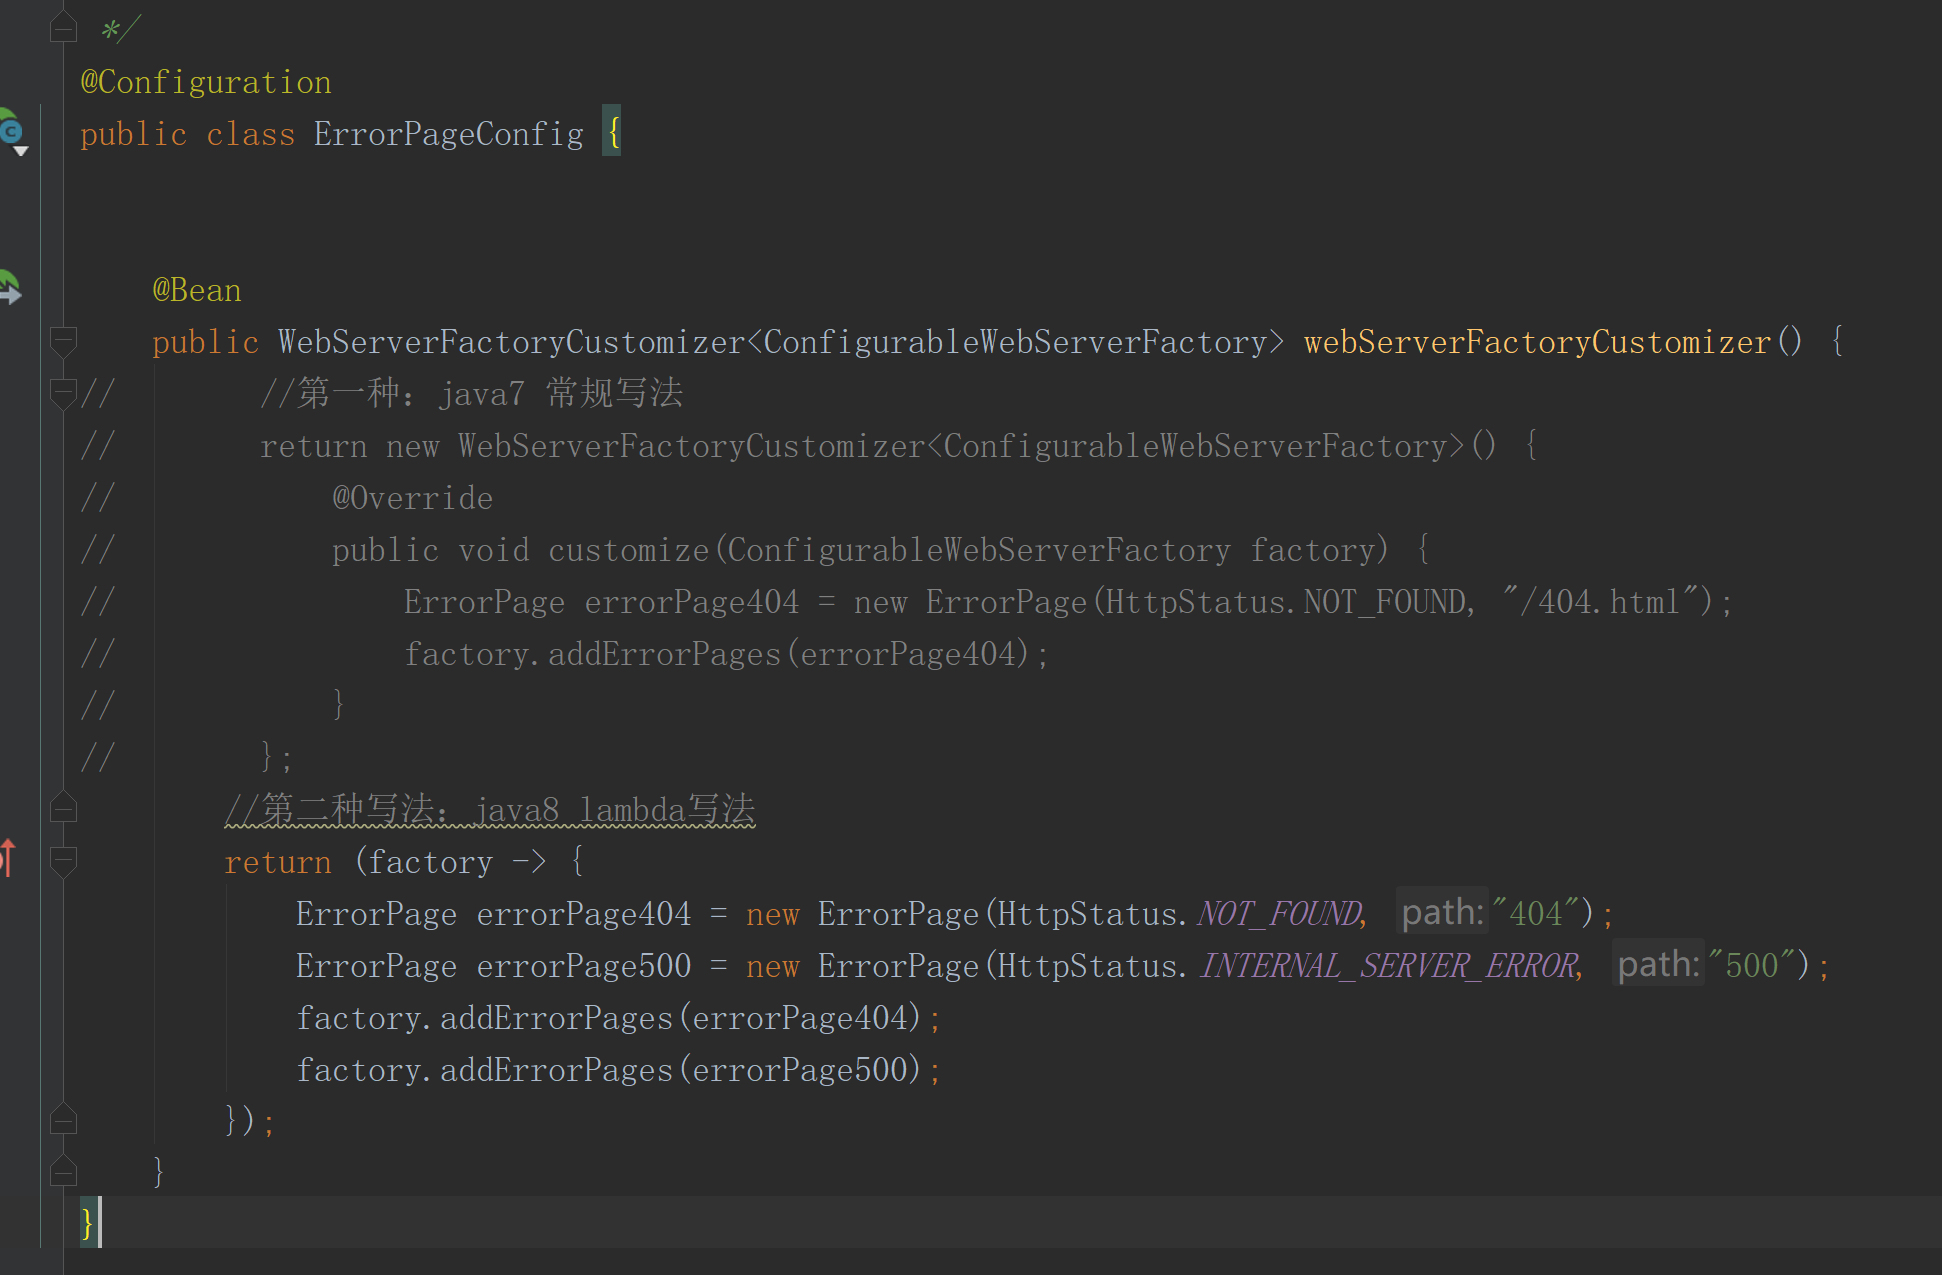 */
@Configuration
public class ErrorPageConfig {
@Bean
public WebServerFactoryCustomizer<ConfigurableWebServerFactory> webServerFactoryCustomizer() {
//        //第一种：java7 常规写法
//        return new WebServerFactoryCustomizer<ConfigurableWebServerFactory>() {
//            @Override
//            public void customize(ConfigurableWebServerFactory factory) {
//                ErrorPage errorPage404 = new ErrorPage(HttpStatus.NOT_FOUND, "/404.html");
//                factory.addErrorPages(errorPage404);
//            }
//        };
//第二种写法：java8 lambda写法
return (factory -> {
ErrorPage errorPage404 = new ErrorPage(HttpStatus.NOT_FOUND, path: "404");
ErrorPage errorPage500 = new ErrorPage(HttpStatus.INTERNAL_SERVER_ERROR, path: "500");
factory.addErrorPages(errorPage404);
factory.addErrorPages(errorPage500);
});
}
}